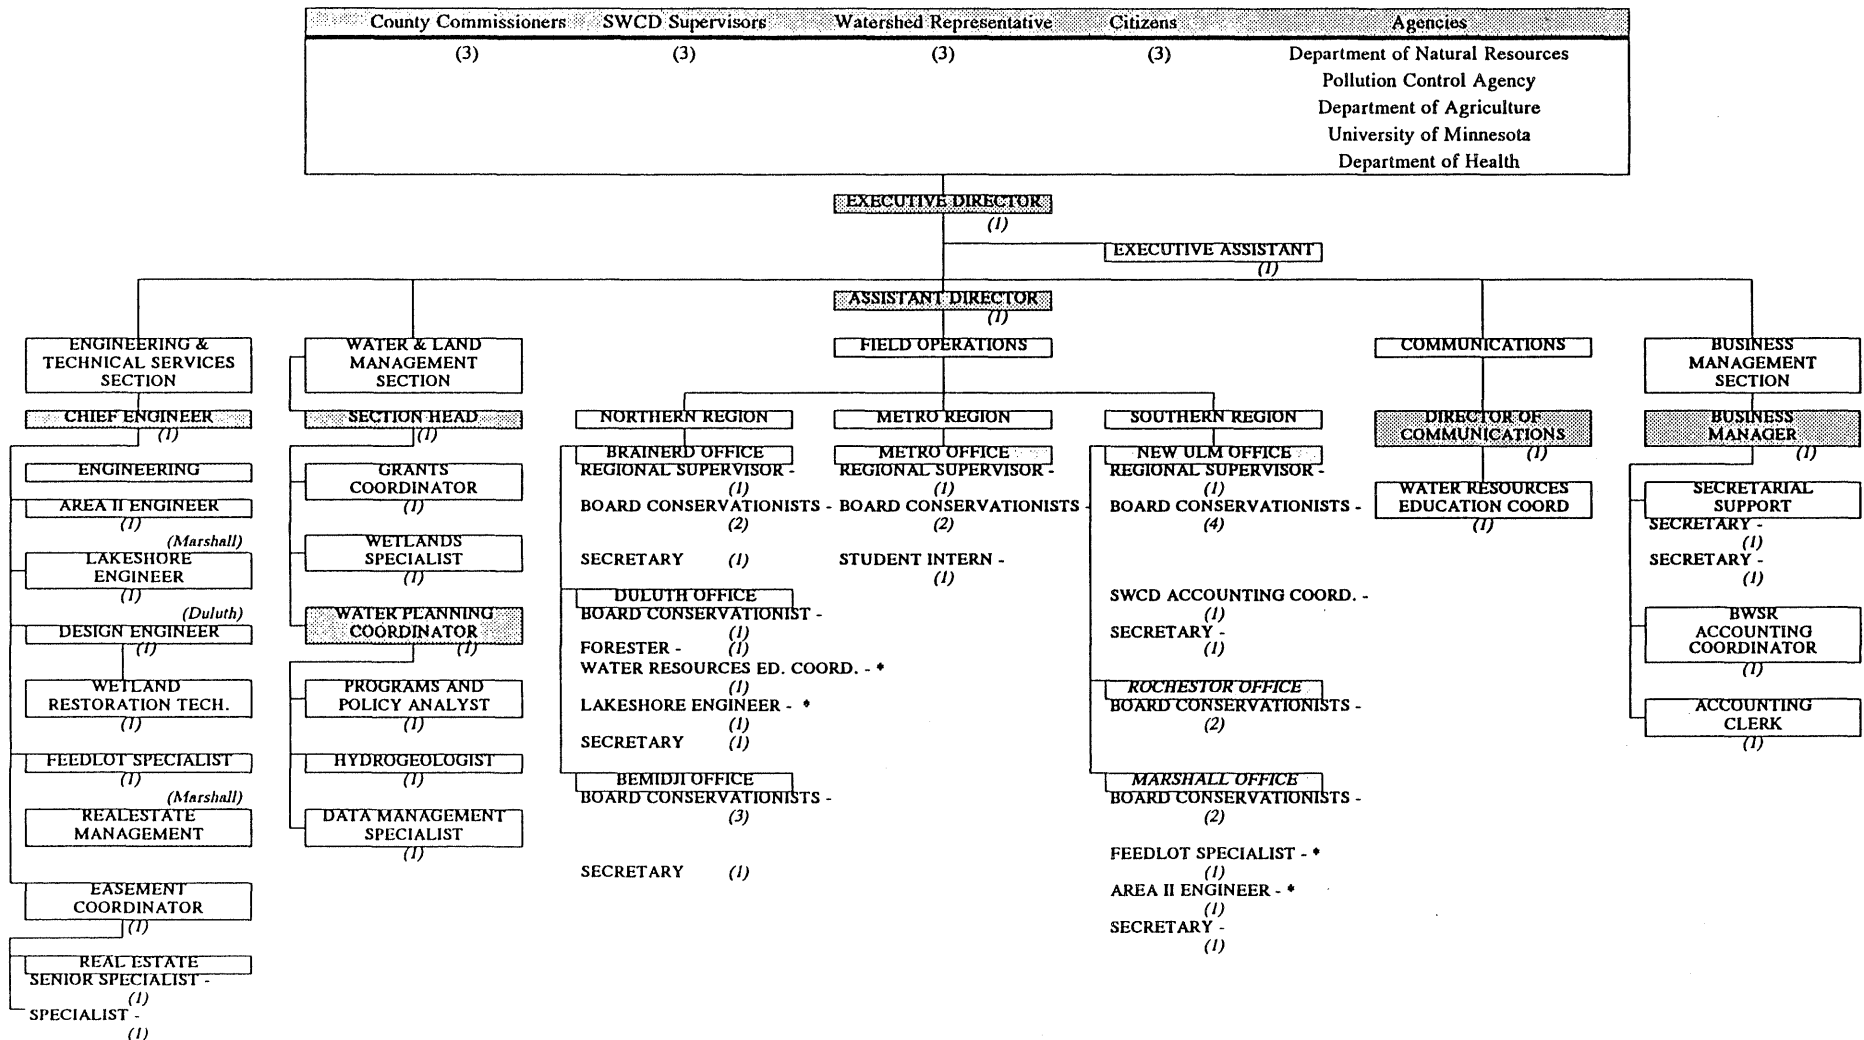 County Commissioners SWCD Supervisors Watershed Representative Citizens Agencies
(3) (3) (3) (3) Department of Natural Resources
Pollution Control Agency
Department of Agriculture
University of Minnesota
Department of Health
EXECUTIVE DIRECTOR
(1)
EXECUTIVE ASSISTANT
(1)
ASSISTANT DIRECTOR
(1)
ENGINEERING &
TECHNICAL SERVICES
SECTION
CHIEF ENGINEER
(1)
ENGINEERING
AREA II ENGINEER
(1)
(Marshall)
LAKESHORE
ENGINEER
(1)
(Duluth)
DESIGN ENGINEER
(1)
WETLAND
RESTORATION TECH.
(1)
FEEDLOT SPECIALIST
(1)
(Marshall)
REALESTATE
MANAGEMENT
EASEMENT
COORDINATOR
(1)
REAL ESTATE
SENIOR SPECIALIST -
(1)
SPECIALIST -
(1)
WATER & LAND
MANAGEMENT
SECTION
SECTION HEAD
(1)
GRANTS
COORDINATOR
(1)
WETLANDS
SPECIALIST
(1)
WATER PLANNING
COORDINATOR
(1)
PROGRAMS AND
POLICY ANALYST
(1)
HYDROGEOLOGIST
(1)
DATA MANAGEMENT
SPECIALIST
(1)
FIELD OPERATIONS
NORTHERN REGION
BRAINERD OFFICE
REGIONAL SUPERVISOR -
(1)
BOARD CONSERVATIONISTS -
(2)
SECRETARY (1)
DULUTH OFFICE
BOARD CONSERVATIONIST -
(1)
FORESTER - (1)
WATER RESOURCES ED. COORD. - *
(1)
LAKESHORE ENGINEER - *
(1)
SECRETARY (1)
BEMIDJI OFFICE
BOARD CONSERVATIONISTS -
(3)
SECRETARY (1)
METRO REGION
METRO OFFICE
REGIONAL SUPERVISOR -
(1)
BOARD CONSERVATIONISTS -
(2)
STUDENT INTERN -
(1)
SOUTHERN REGION
NEW ULM OFFICE
REGIONAL SUPERVISOR -
(1)
BOARD CONSERVATIONISTS -
(4)
SWCD ACCOUNTING COORD. -
(1)
SECRETARY -
(1)
ROCHESTOR OFFICE
BOARD CONSERVATIONISTS -
(2)
MARSHALL OFFICE
BOARD CONSERVATIONISTS -
(2)
FEEDLOT SPECIALIST - *
(1)
AREA II ENGINEER - *
(1)
SECRETARY -
(1)
COMMUNICATIONS
DIRECTOR OF
COMMUNICATIONS
(1)
WATER RESOURCES
EDUCATION COORD
(1)
BUSINESS
MANAGEMENT
SECTION
BUSINESS
MANAGER
(1)
SECRETARIAL
SUPPORT
SECRETARY -
(1)
SECRETARY -
(1)
BWSR
ACCOUNTING
COORDINATOR
(1)
ACCOUNTING
CLERK
(1)